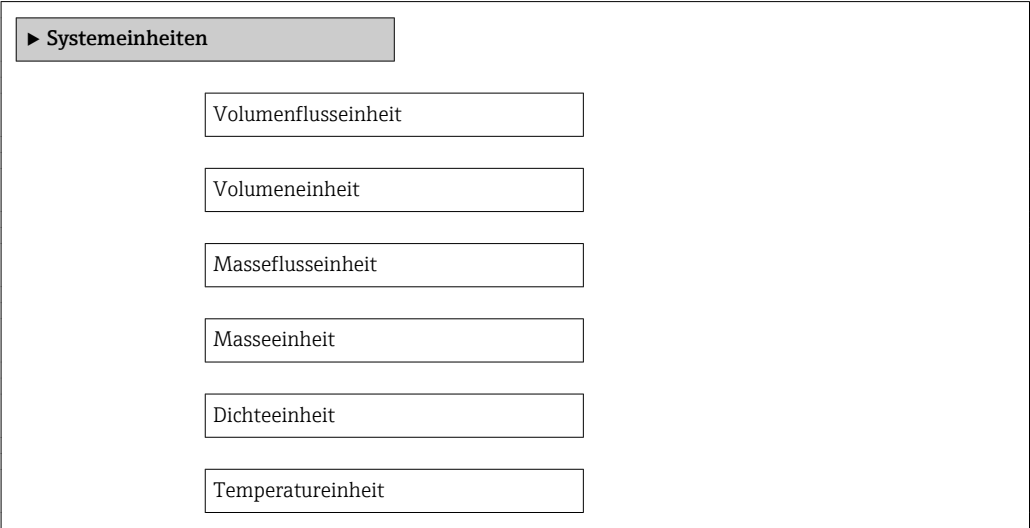 ► Systemeinheiten
Volumenflusseinheit
Volumeneinheit
Masseflusseinheit
Masseeinheit
Dichteeinheit
Temperatureinheit